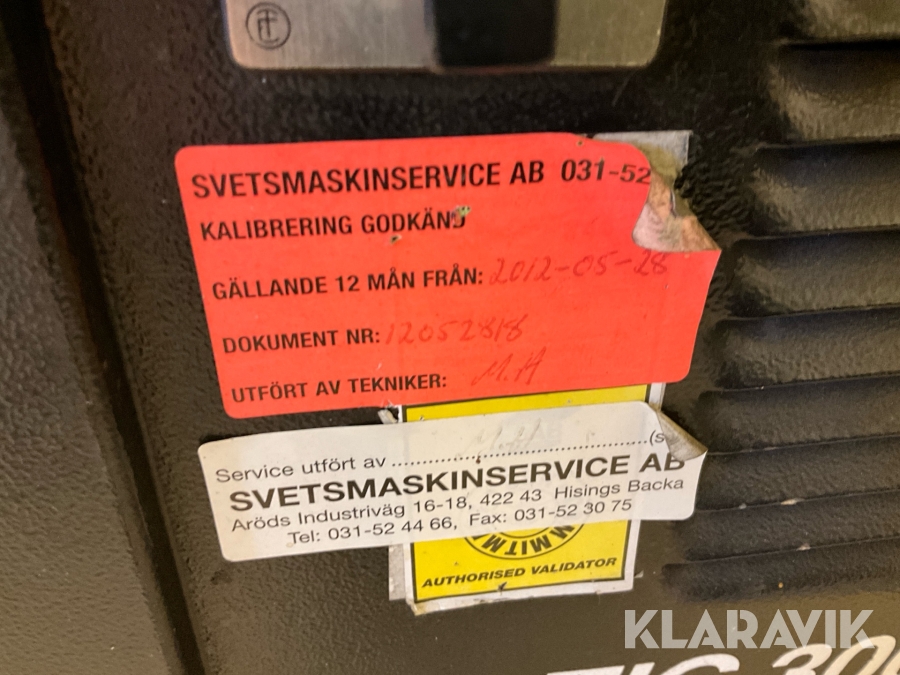 SVETSMASKINSERVICE AB 031-52
KALIBRERING GODKÄND
GÄLLANDE 12 MÅN FRÅN: 2012-05-28
DOKUMENT NR: 12052818
UTFÖRT AV TEKNIKER: M.H
Service utfört av ........................................(s
SVETSMASKINSERVICE AB
Aröds Industriväg 16-18, 422 43 Hisings Backa
Tel: 031-52 44 66, Fax: 031-52 30 75
AUTHORISED VALIDATOR
KLARAVIK
TIG 300